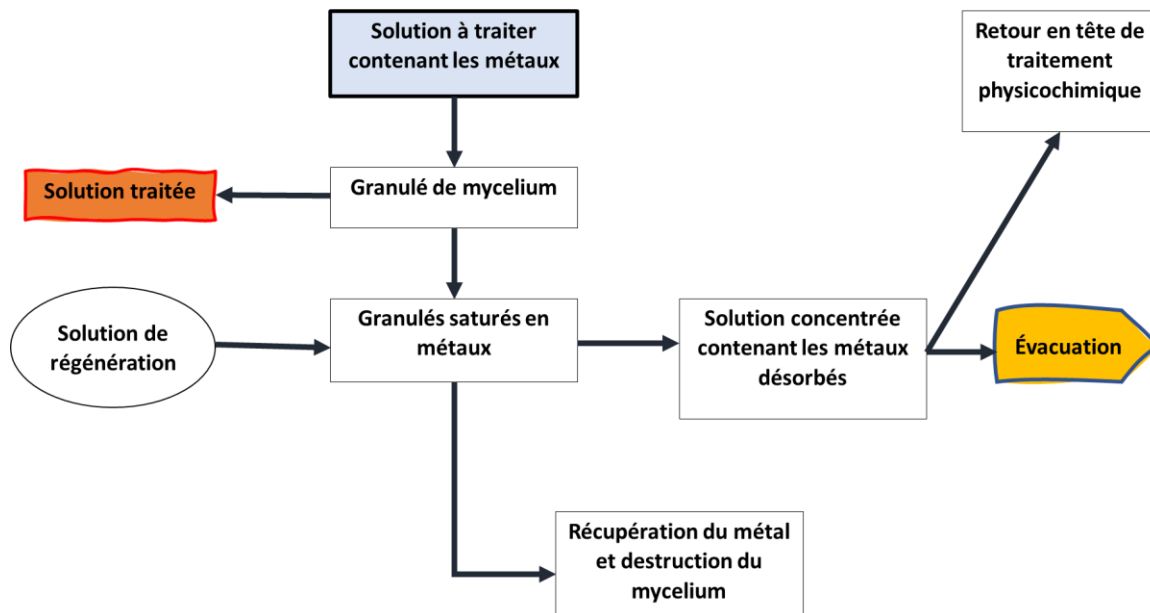 Solution à traiter
contenant les métaux
Retour en tête de
traitement
physicochimique
Solution traitée
Granulé de mycelium
Solution de
régénération
Granulés saturés en
métaux
Solution concentrée
contenant les métaux
désorbés
Évacuation
Récupération du métal
et destruction du
mycelium